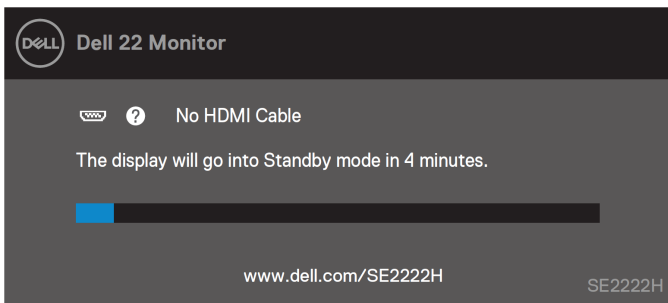 DELL
Dell 22 Monitor
? No HDMI Cable
The display will go into Standby mode in 4 minutes.
www.dell.com/SE2222H
SE2222H